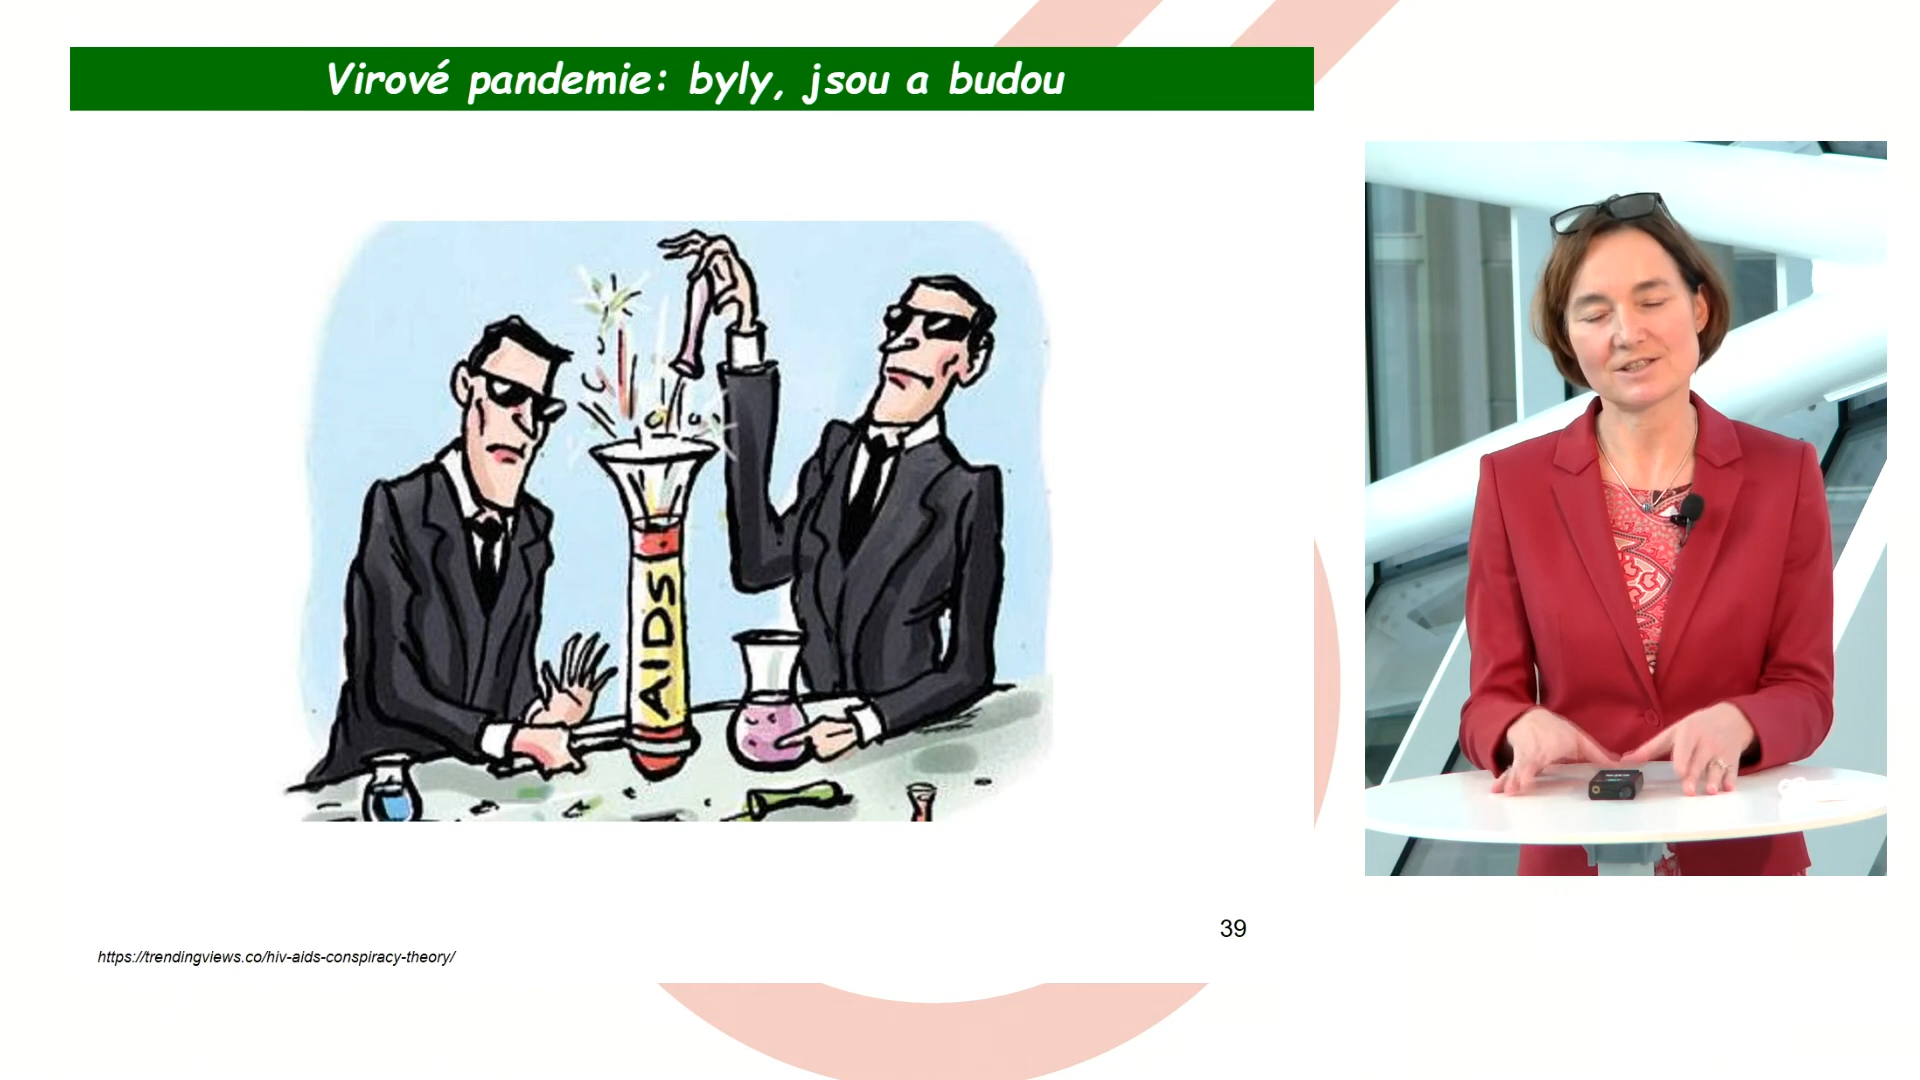 Virové pandemie: byly, jsou a budou
AIDS
39
https://trendingviews.co/hiv-aids-conspiracy-theory/